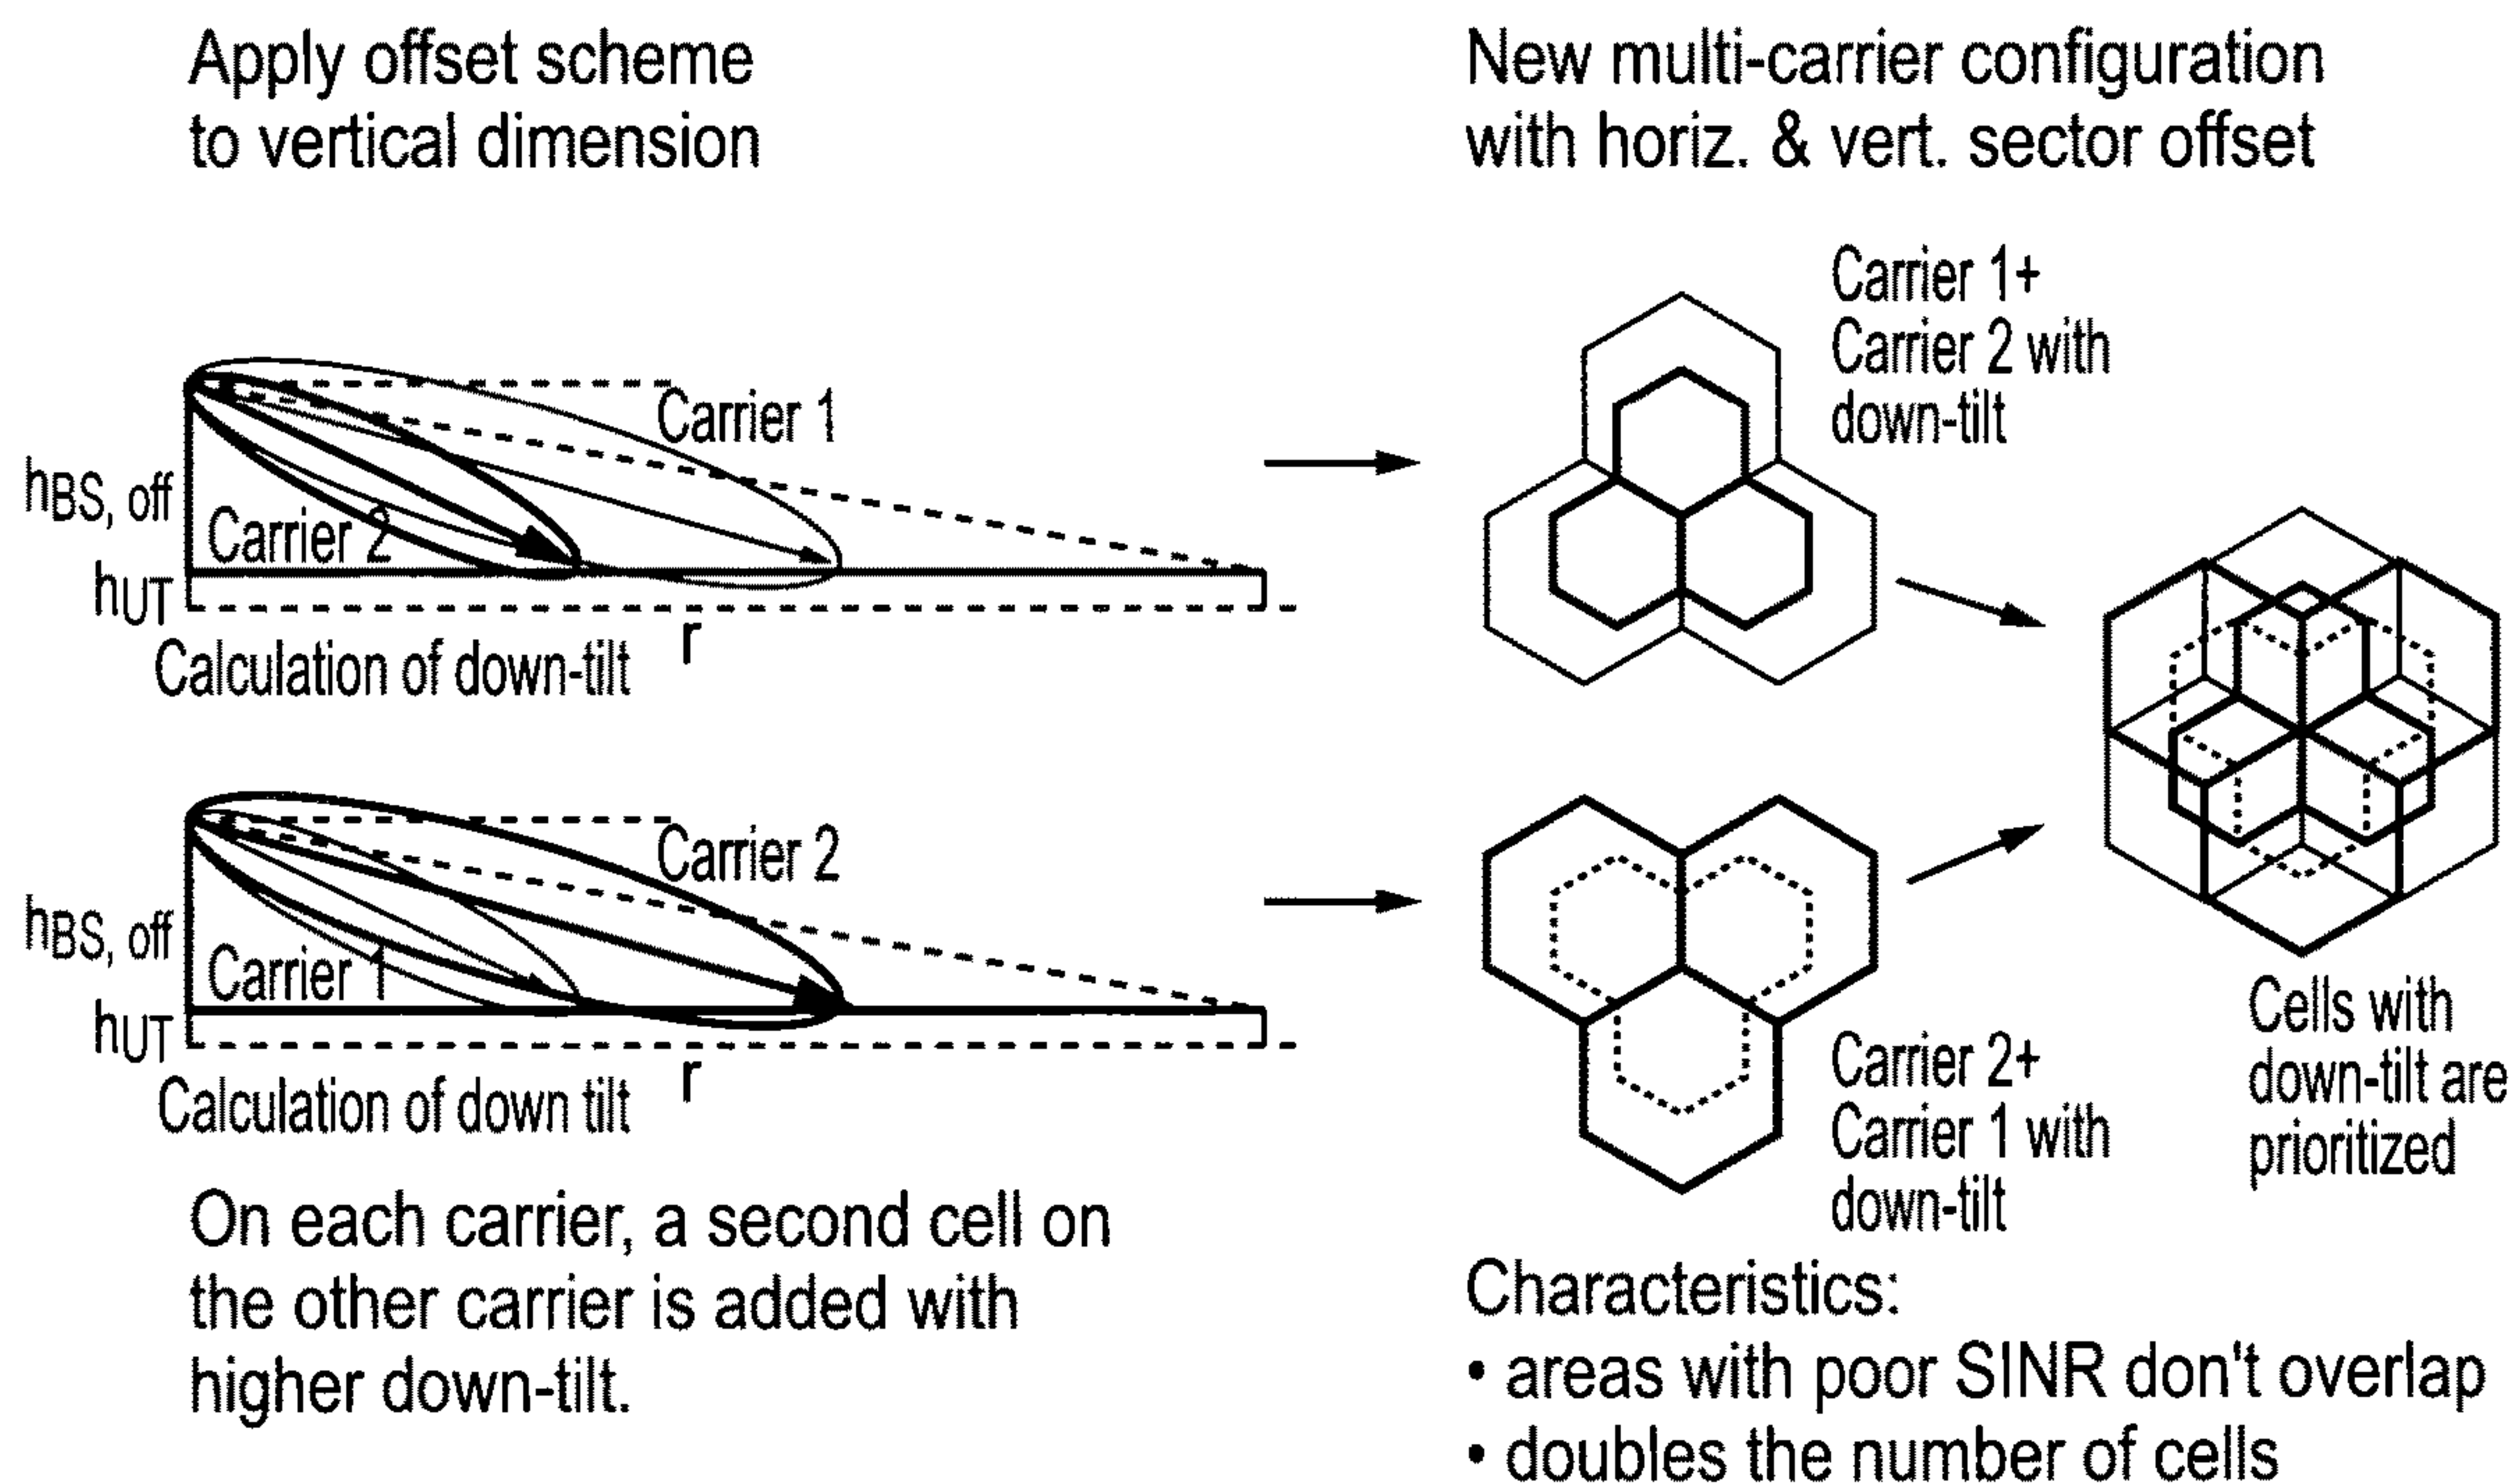 Apply offset scheme
to vertical dimension
New multi-carrier configuration
with horiz. & vert. sector offset
Carrier 1
hBS, off
Carrier 2
hUT
r
Calculation of down-tilt
Carrier 1+
Carrier 2 with
down-tilt
Carrier 2
hBS, off
Carrier 1
hUT
r
Calculation of down tilt
Carrier 2+
Carrier 1 with
down-tilt
Cells with
down-tilt are
prioritized
On each carrier, a second cell on
the other carrier is added with
higher down-tilt.
Characteristics:
• areas with poor SINR don't overlap
• doubles the number of cells